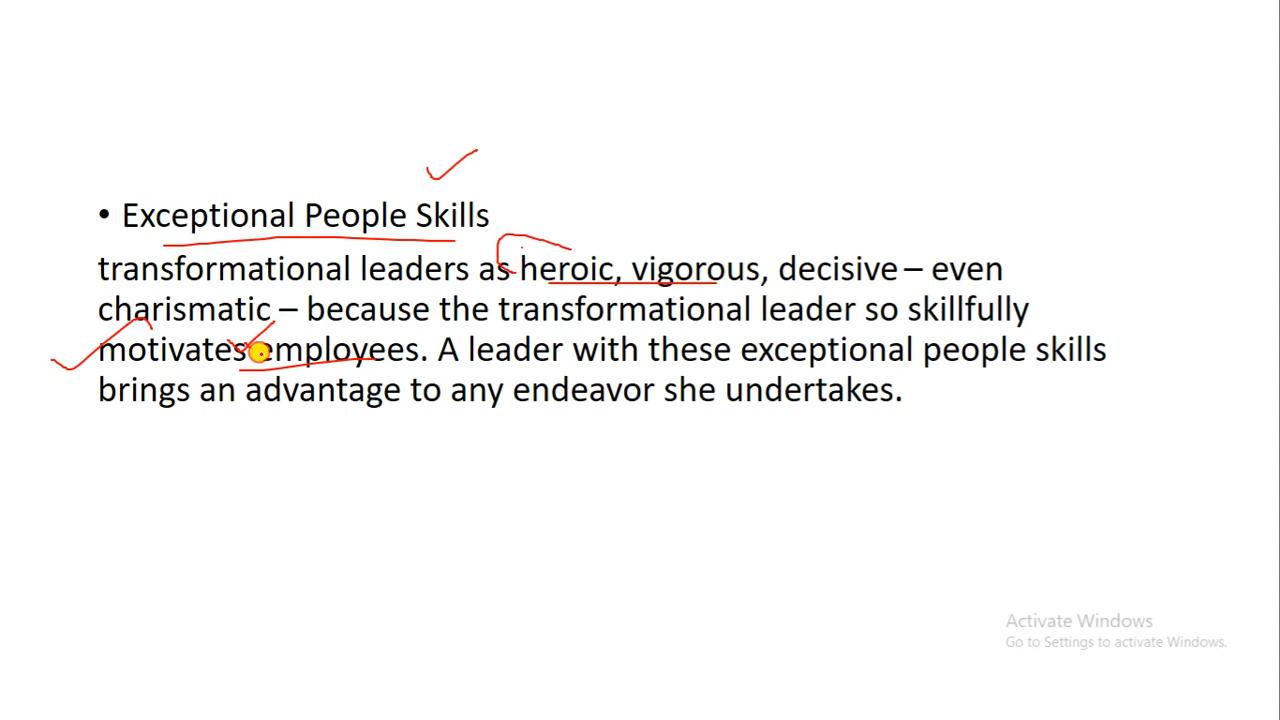 • Exceptional People Skills
transformational leaders as heroic, vigorous, decisive – even
charismatic – because the transformational leader so skillfully
motivates employees. A leader with these exceptional people skills
brings an advantage to any endeavor she undertakes.
Activate Windows
Go to Settings to activate Windows.